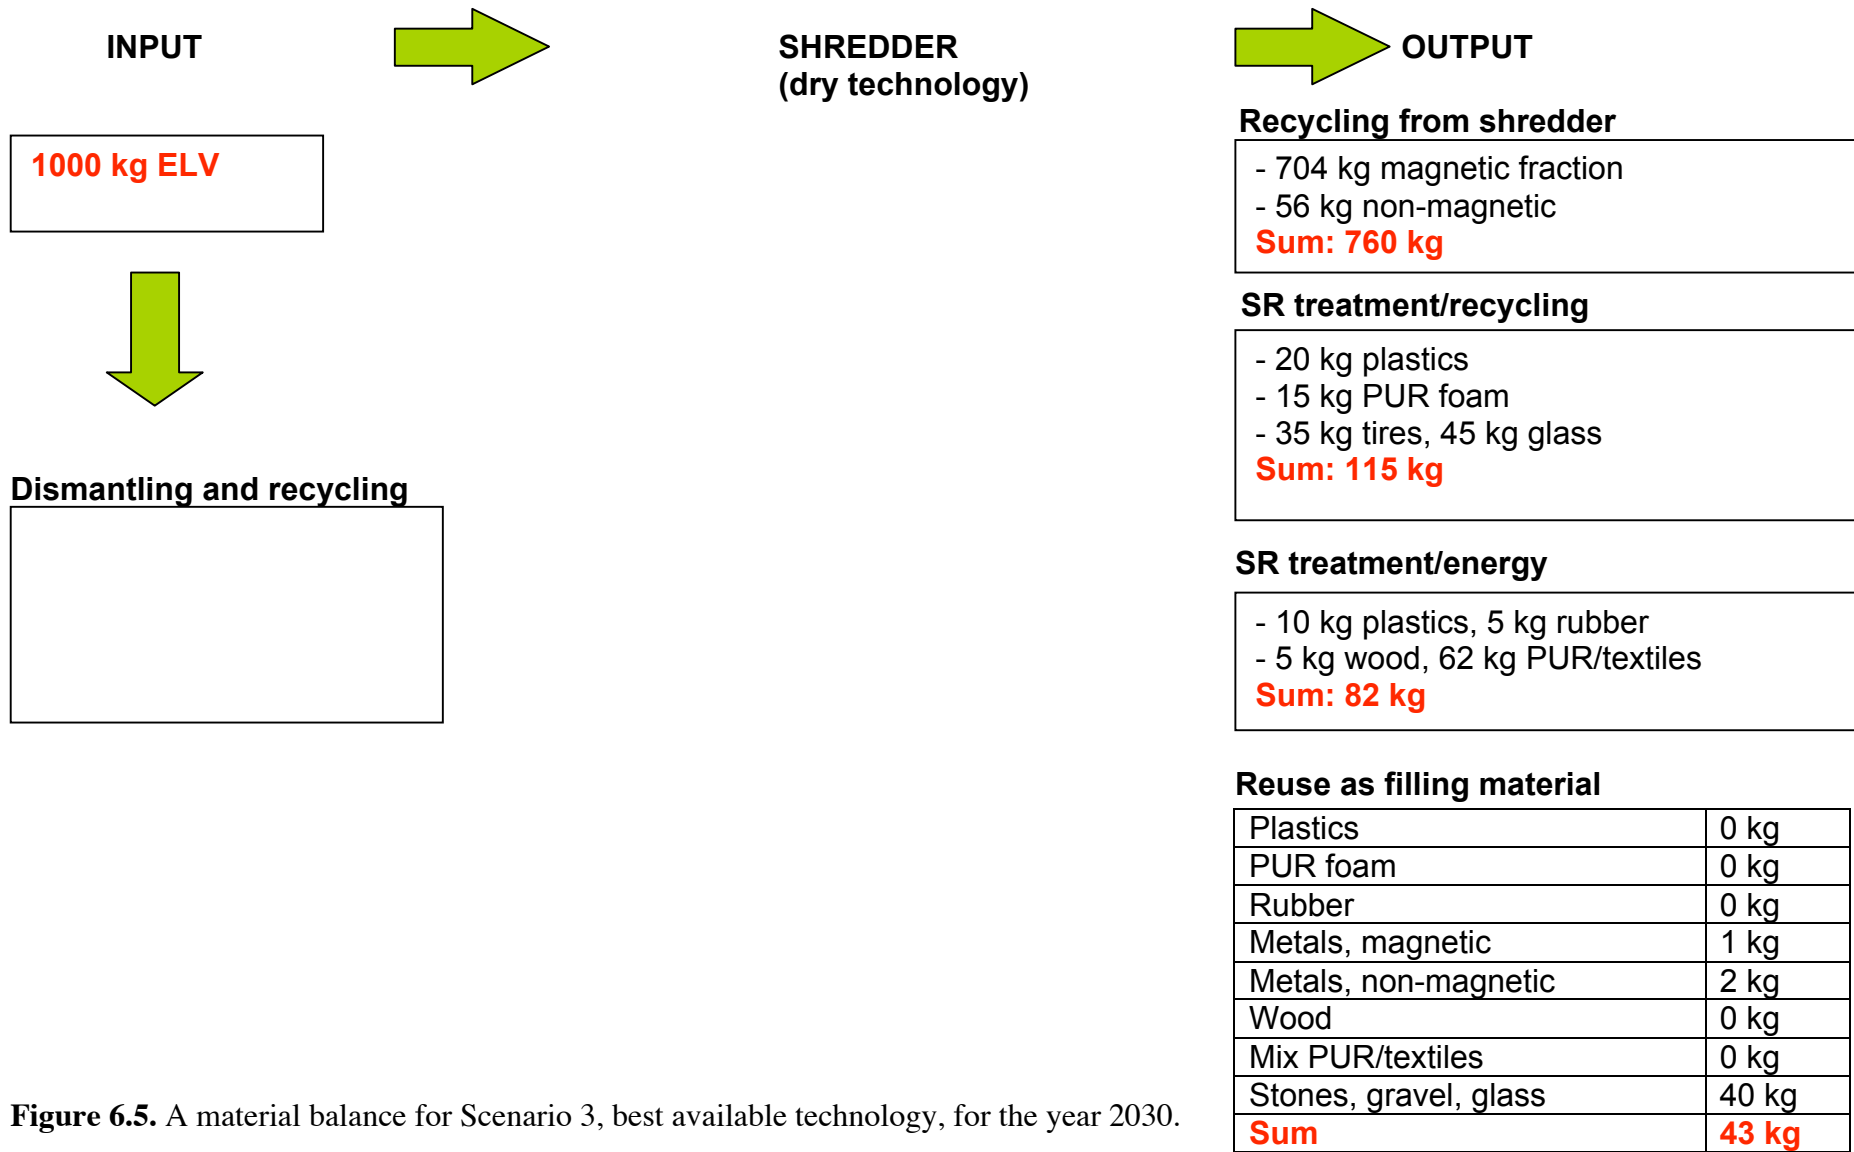 INPUT
SHREDDER
(dry technology)
OUTPUT
1000 kg ELV
Dismantling and recycling
Recycling from shredder
- 704 kg magnetic fraction
- 56 kg non-magnetic
Sum: 760 kg
SR treatment/recycling
- 20 kg plastics
- 15 kg PUR foam
- 35 kg tires, 45 kg glass
Sum: 115 kg
SR treatment/energy
- 10 kg plastics, 5 kg rubber
- 5 kg wood, 62 kg PUR/textiles
Sum: 82 kg
Reuse as filling material
Plastics 0 kg
PUR foam 0 kg
Rubber 0 kg
Metals, magnetic 1 kg
Metals, non-magnetic 2 kg
Wood 0 kg
Mix PUR/textiles 0 kg
Stones, gravel, glass 40 kg
Sum 43 kg
Figure 6.5. A material balance for Scenario 3, best available technology, for the year 2030.